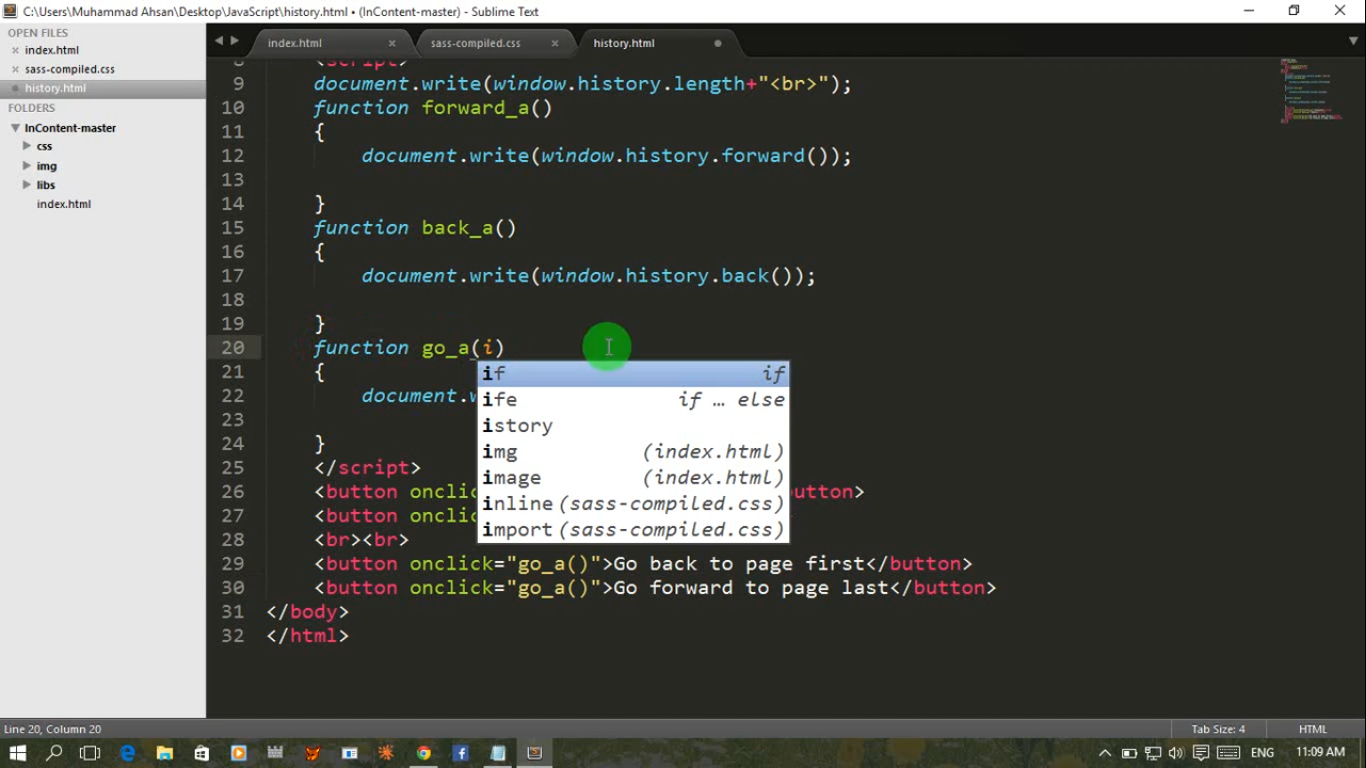 C:\Users\Muhammad Ahsan\Desktop\JavaScript\history.html • (InContent-master) - Sublime Text
OPEN FILES
index.html
sass-compiled.css
history.html
FOLDERS
InContent-master
css
img
libs
index.html
index.html
sass-compiled.css
history.html
8 <script>
9 document.write(window.history.length+"<br>");
10 function forward_a()
11 {
12 document.write(window.history.forward());
13
14 }
15 function back_a()
16 {
17 document.write(window.history.back());
18
19 }
20 function go_a(i)
21 {
22 document.
23
24 }
25 </script>
26 <button onclic utton>
27 <button onclic
28 <br><br>
29 <button onclick="go_a()">Go back to page first</button>
30 <button onclick="go_a()">Go forward to page last</button>
31 </body>
32 </html>
if if
ife if … else
istory
img (index.html)
image (index.html)
inline (sass-compiled.css)
import (sass-compiled.css)
Line 20, Column 20
Tab Size: 4
HTML
ENG
11:09 AM